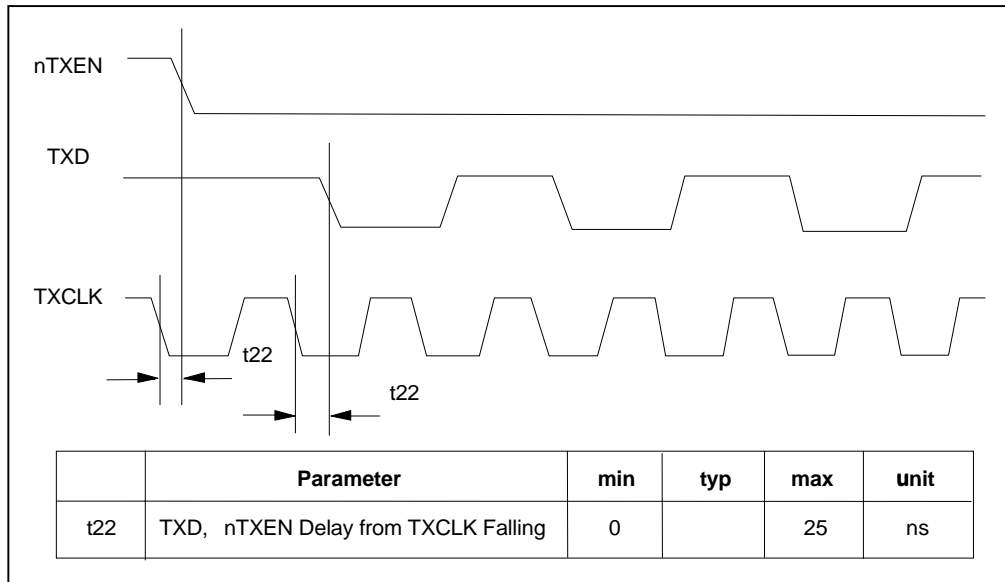 nTXEN
TXD
TXCLK
t22
t22
Parameter min typ max unit
t22 TXD, nTXEN Delay from TXCLK Falling 0 25 ns